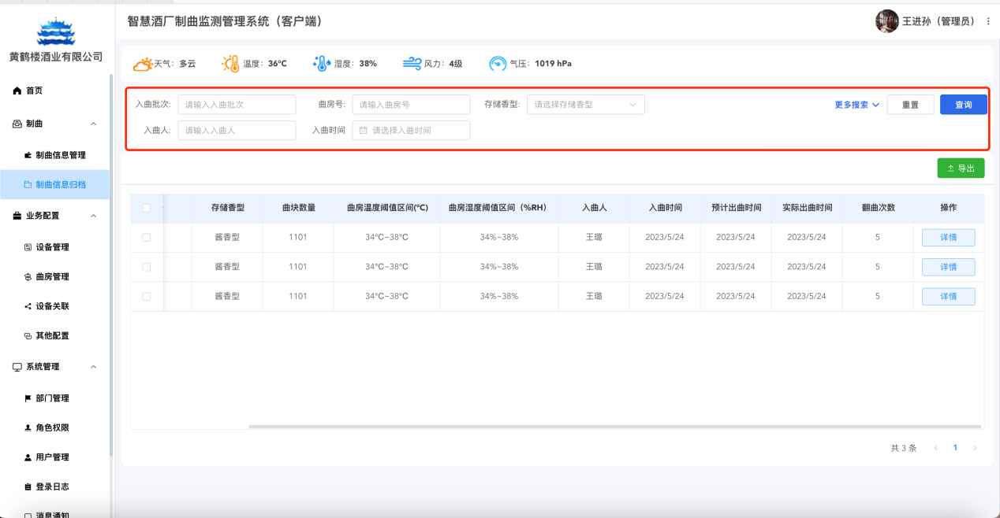 智慧酒厂制曲监测管理系统（客户端）
王进孙（管理员）
黄鹤楼酒业有限公司
首页
制曲
制曲信息管理
制曲信息归档
业务配置
设备管理
曲房管理
设备关联
其他配置
系统管理
部门管理
角色权限
用户管理
登录日志
消息通知
天气： 多云 温度： 36℃ 湿度： 38% 风力： 4级 气压： 1019 hPa
入曲批次: 请输入入曲批次 曲房号: 请输入曲房号 存储香型: 请选择存储香型 更多搜索 重置 查询
入曲人: 请输入入曲人 入曲时间 请选择入曲时间
导出
存储香型 曲块数量 曲房温度阈值区间(℃) 曲房湿度阈值区间（%RH） 入曲人 入曲时间 预计出曲时间 实际出曲时间 翻曲次数 操作
酱香型 1101 34℃~38℃ 34%~38% 王璐 2023/5/24 2023/5/24 2023/5/24 5 详情
酱香型 1101 34℃~38℃ 34%~38% 王璐 2023/5/24 2023/5/24 2023/5/24 5 详情
酱香型 1101 34℃~38℃ 34%~38% 王璐 2023/5/24 2023/5/24 2023/5/24 5 详情
共 3 条 1